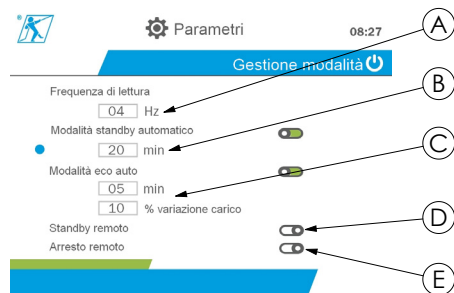 Parametri
08:27
A
Gestione modalità
Frequenza di lettura
B
04 Hz
Modalità standby automatico
20 min
C
Modalità eco auto
05 min
10 % variazione carico
D
Standby remoto
Arresto remoto
E